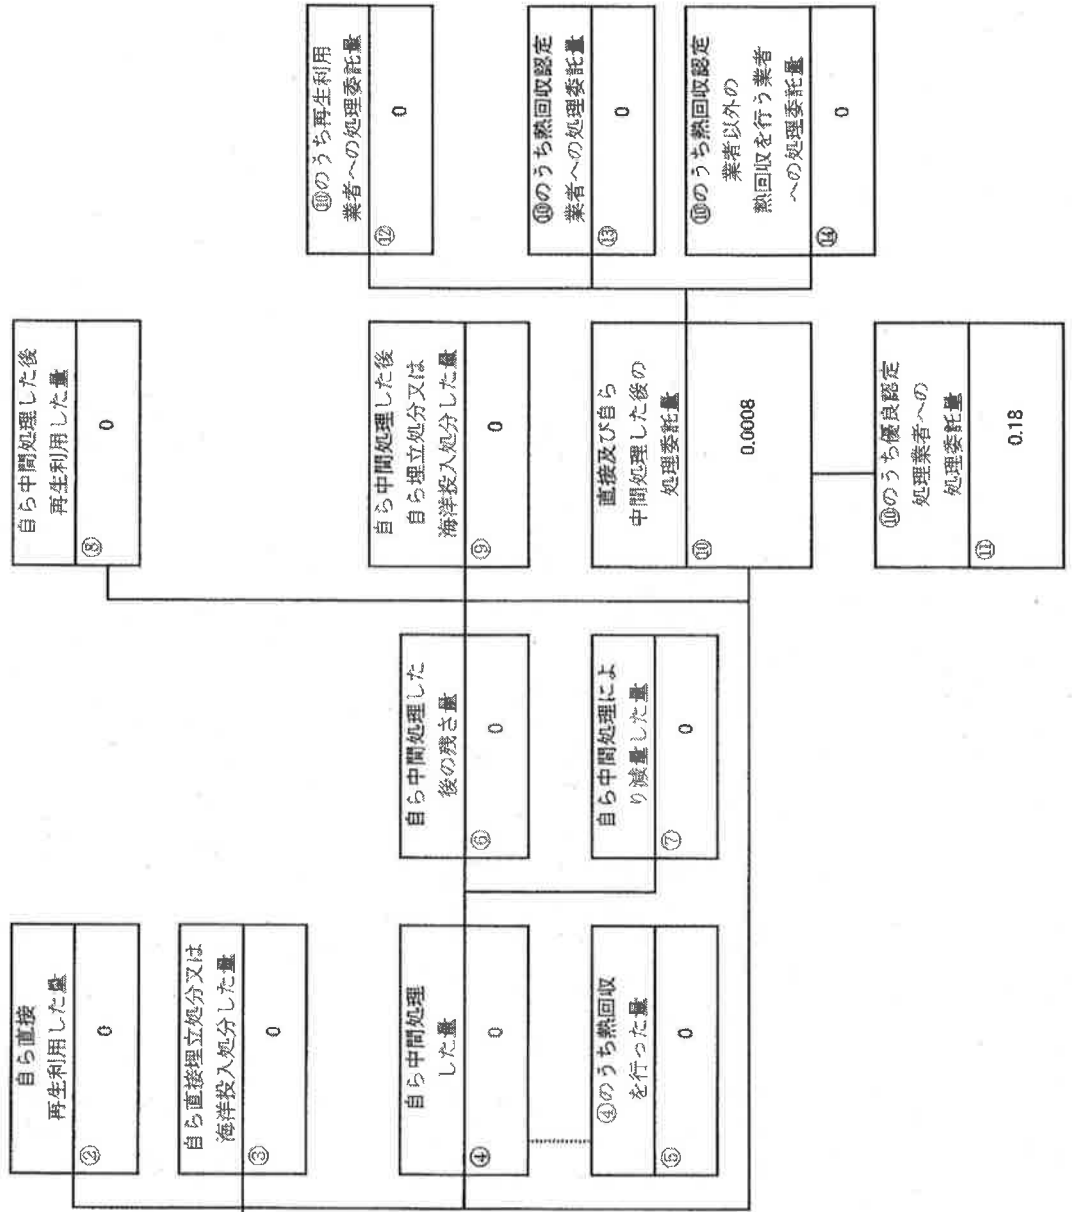 自ら直接
再生利用した量
②
0
自ら直接埋立処分又は
海洋投入処分した量
③
0
自ら中間処理
した量
④
0
④のうち熱回収
を行った量
⑤
0
自ら中間処理した
後の残さ量
⑥
0
自ら中間処理によ
り減量した量
⑦
0
自ら中間処理した後
再生利用した量
⑧
0
自ら中間処理した後
自ら埋立処分又は
海洋投入処分した量
⑨
0
直接及び自ら
中間処理した後の
処理委託量
⑩
0.0008
⑩のうち優良認定
処理業者への
処理委託量
⑪
0.18
⑩のうち再生利用
業者への処理委託量
⑫
0
⑩のうち熱回収認定
業者への処理委託量
⑬
0
⑩のうち熱回収認定
業者以外の
熱回収を行う業者
への処理委託量
⑭
0